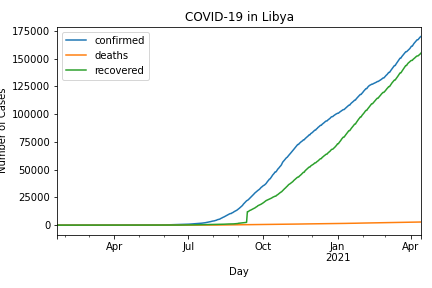 COVID-19 in Libya
175000
150000
125000
100000
75000
50000
25000
0
Number of Cases
confirmed
deaths
recovered
Apr
Jul
Oct
Jan
2021
Apr
Day